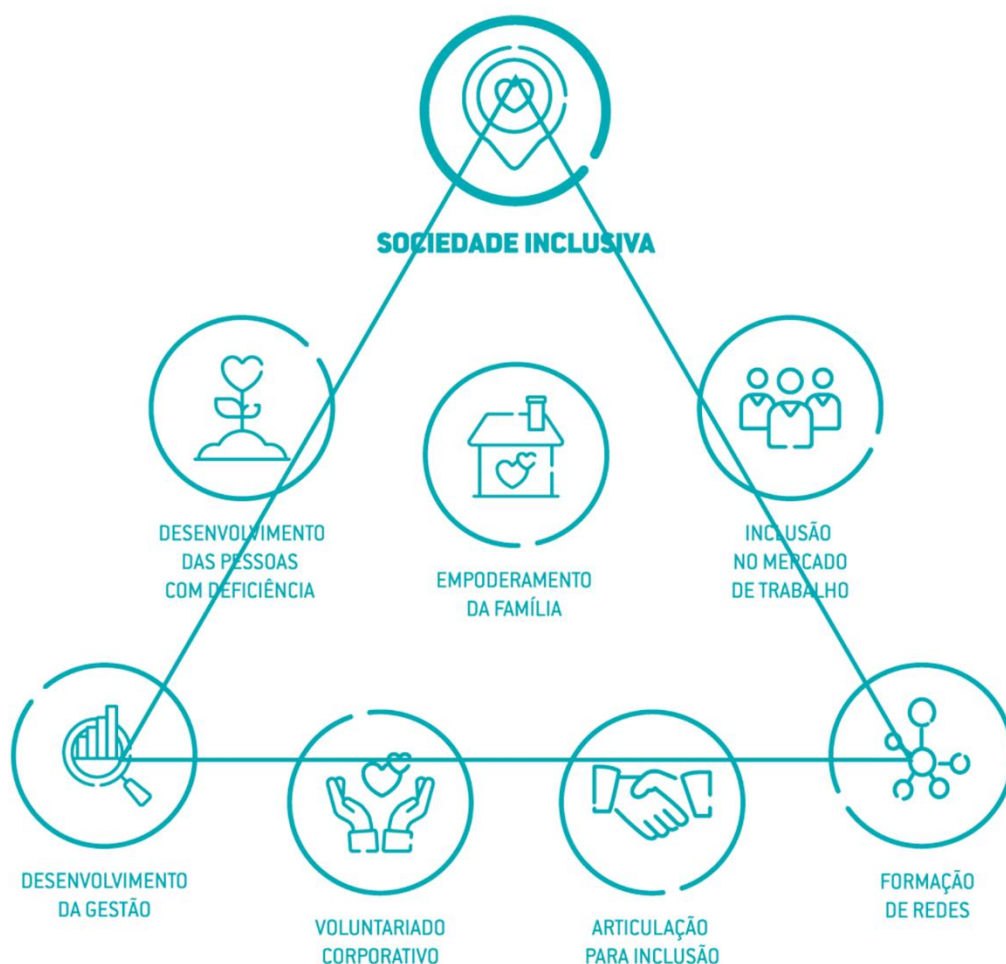 SOCIEDADE INCLUSIVA
DESENVOLVIMENTO
DAS PESSOAS
COM DEFICIÊNCIA
EMPODERAMENTO
DA FAMÍLIA
INCLUSÃO
NO MERCADO
DE TRABALHO
DESENVOLVIMENTO
DA GESTÃO
VOLUNTARIADO
CORPORATIVO
ARTICULAÇÃO
PARA INCLUSÃO
FORMAÇÃO
DE REDES